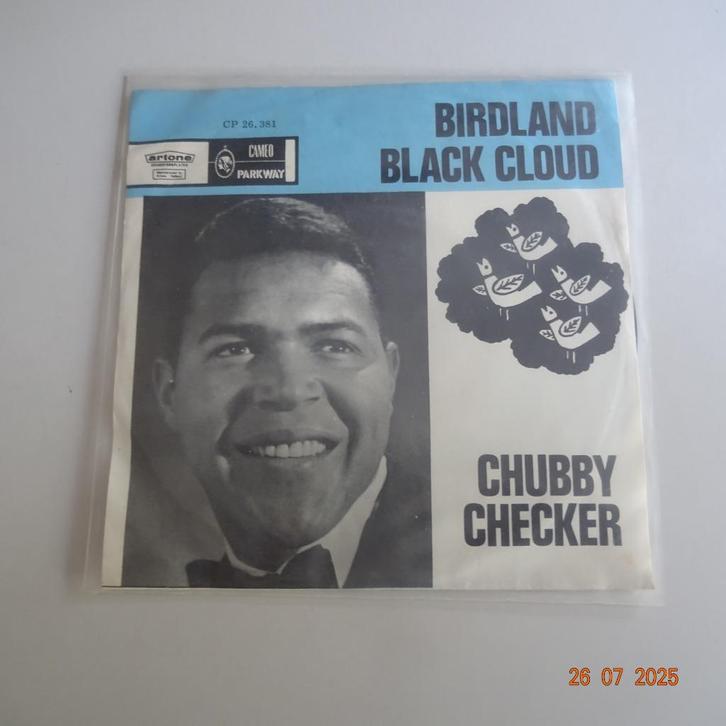 CP 26.381
BIRDLAND
BLACK CLOUD
artone
CAMEO
PARKWAY
CHUBBY
CHECKER
26 07 2025